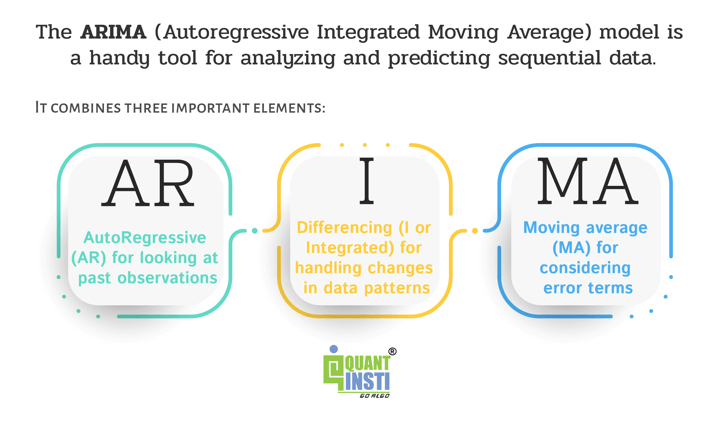 The ARIMA (Autoregressive Integrated Moving Average) model is
a handy tool for analyzing and predicting sequential data.
It combines three important elements:
AR
AutoRegressive
(AR) for looking at
past observations
I
Differencing (I or
Integrated) for
handling changes
in data patterns
MA
Moving average
(MA) for
considering
error terms
QUANT®
INSTI
GO ALGO